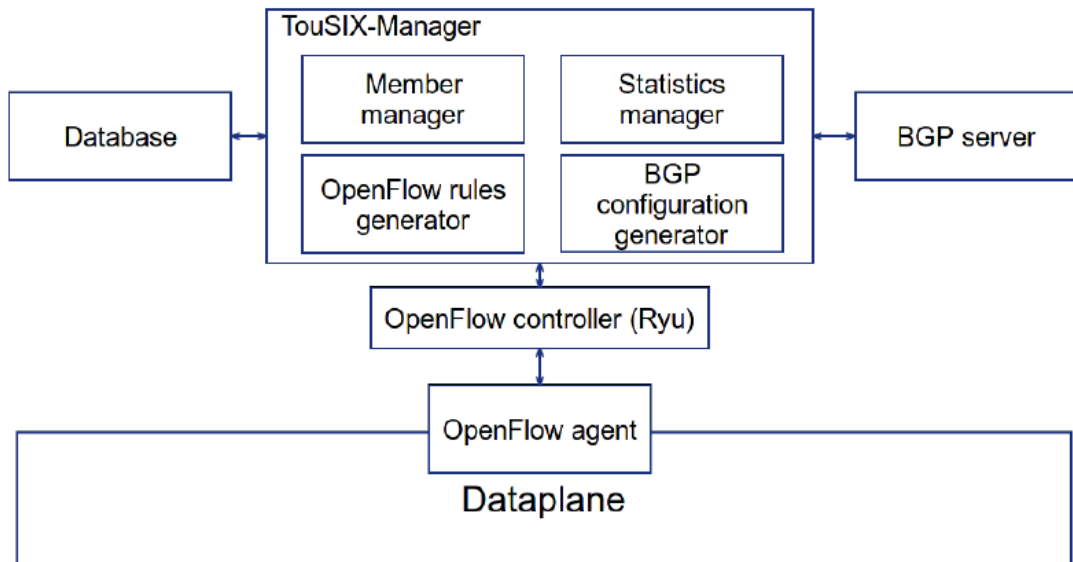 TouSIX-Manager
Member
manager
Statistics
manager
Database
BGP server
OpenFlow rules
generator
BGP
configuration
generator
OpenFlow controller (Ryu)
OpenFlow agent
Dataplane